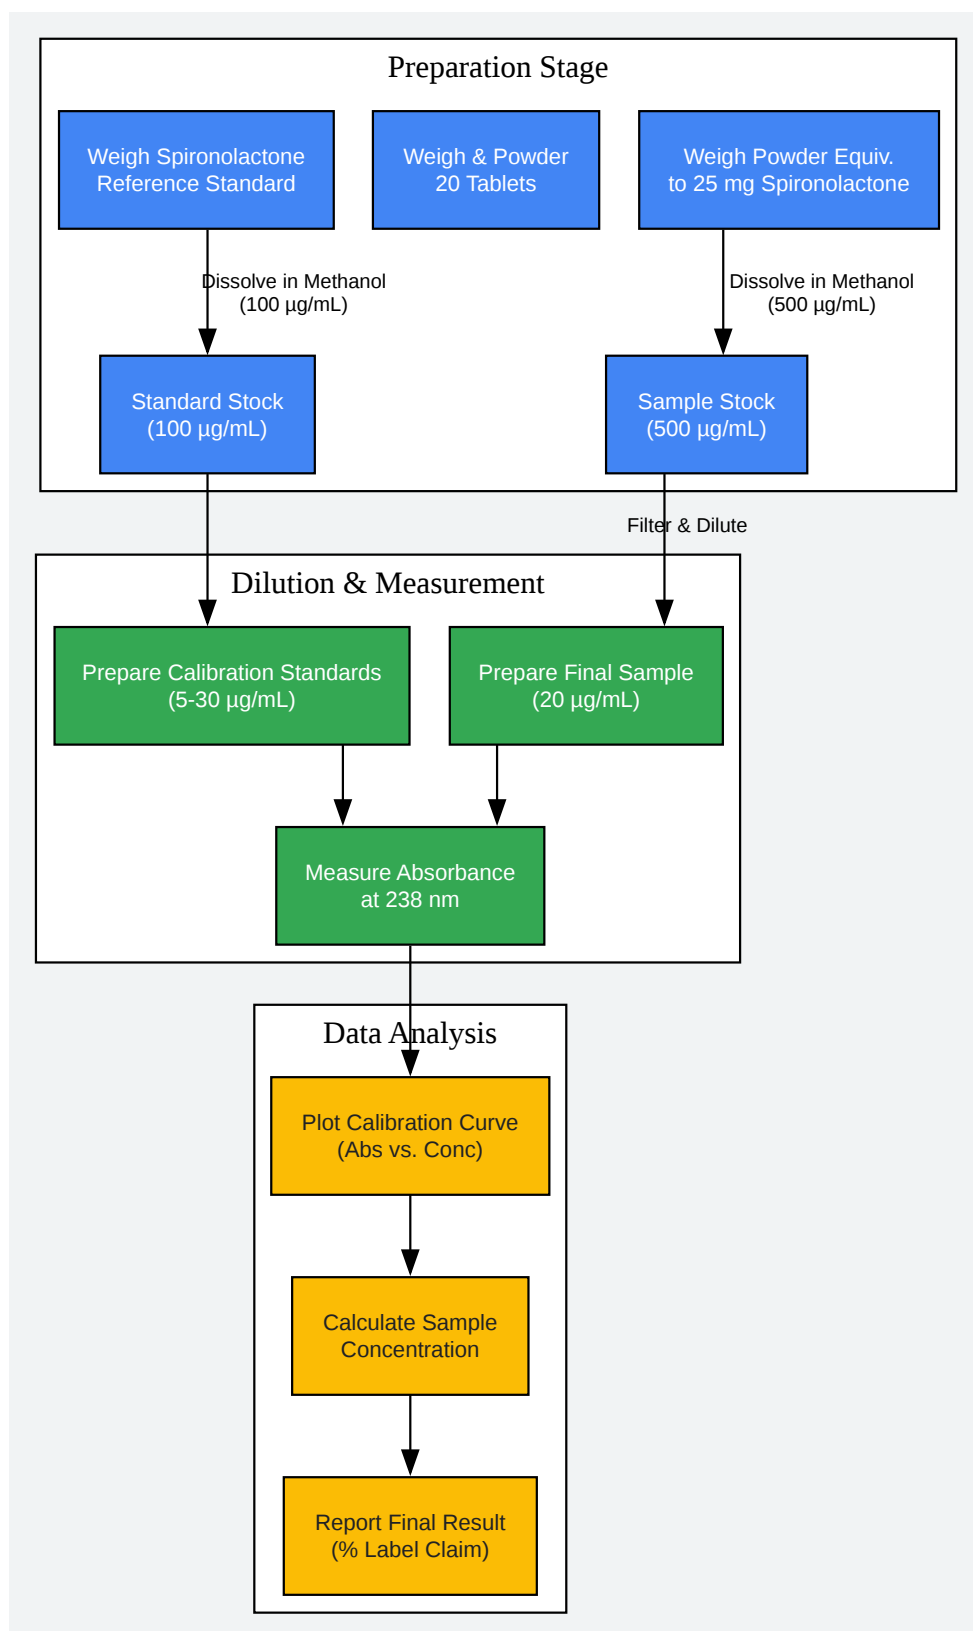 Preparation Stage
Weigh Spironolactone
Reference Standard
Weigh & Powder
20 Tablets
Weigh Powder Equiv.
to 25 mg Spironolactone
Dissolve in Methanol
(100 µg/mL)
Dissolve in Methanol
(500 µg/mL)
Standard Stock
(100 µg/mL)
Sample Stock
(500 µg/mL)
Filter & Dilute
Dilution & Measurement
Prepare Calibration Standards
(5-30 µg/mL)
Prepare Final Sample
(20 µg/mL)
Measure Absorbance
at 238 nm
Data Analysis
Plot Calibration Curve
(Abs vs. Conc)
Calculate Sample
Concentration
Report Final Result
(% Label Claim)